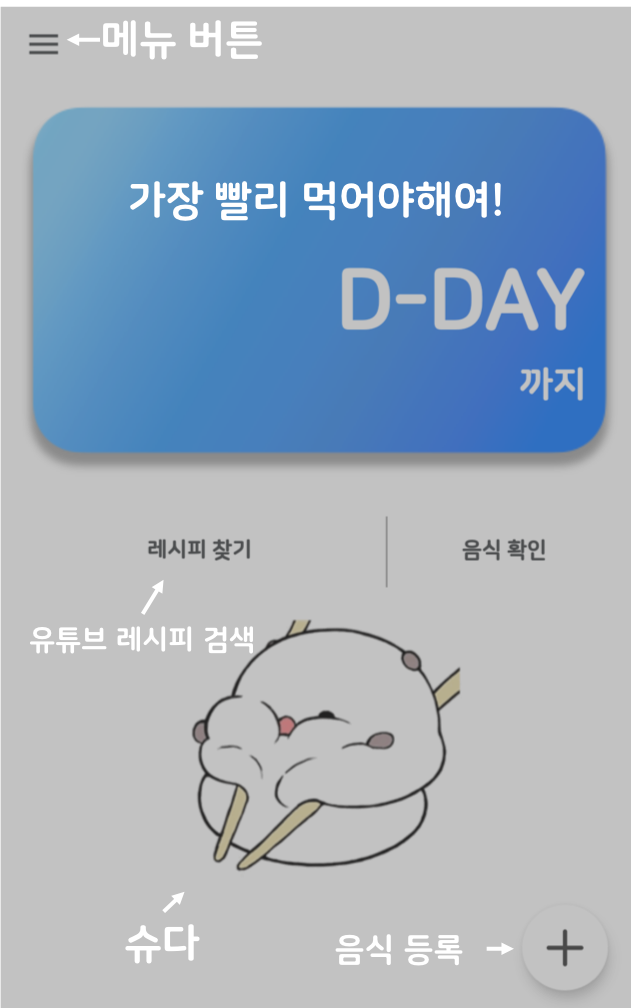 메뉴 버튼
가장 빨리 먹어야해여!
D-DAY
까지
레시피 찾기
음식 확인
유튜브 레시피 검색
슈다
음식 등록